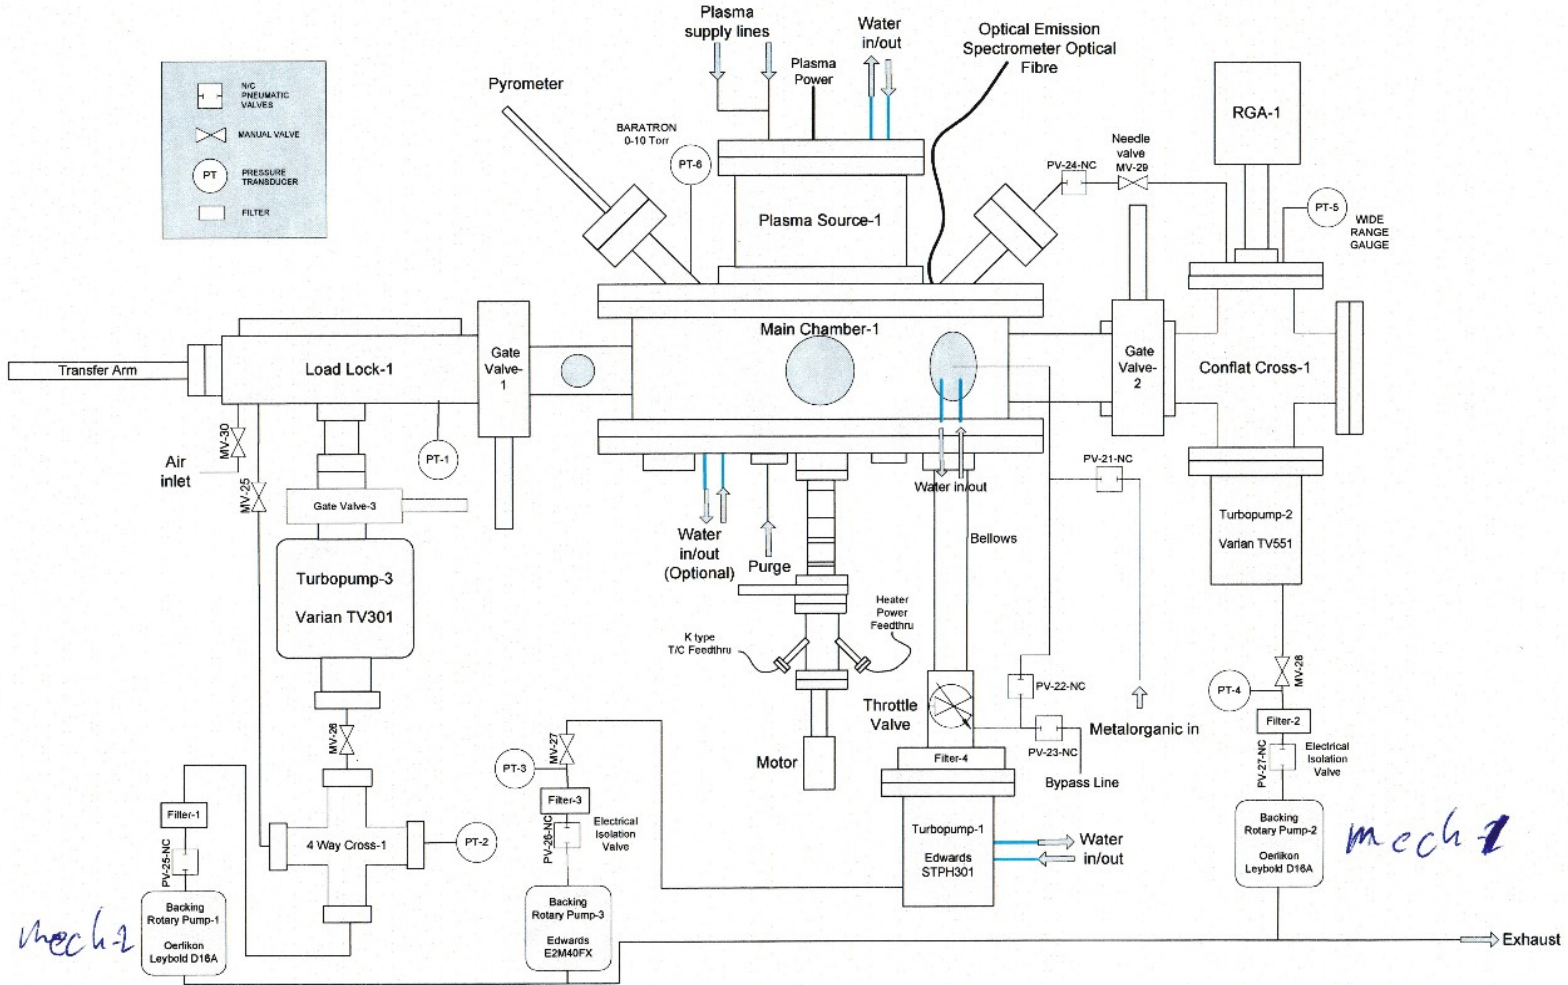 Plasma
supply lines
Water
in/out
Optical Emission
Spectrometer Optical
Fibre
Plasma
Power
Pyrometer
BARATRON
0-10 Torr
PT-6
N/C
PNEUMATIC
VALVES
MANUAL VALVE
PT
PRESSURE
TRANSDUCER
FILTER
RGA-1
Needle
valve
MV-29
PV-24-NC
PT-5
WIDE
RANGE
GAUGE
Plasma Source-1
Main Chamber-1
Transfer Arm
Load Lock-1
Gate
Valve-
1
Gate
Valve-
2
Conflat Cross-1
MV-30
Air
inlet
MV-25
PT-1
Gate Valve-3
Turbopump-3
Varian TV301
Water
in/out
(Optional)
Purge
Water in/out
Bellows
PV-21-NC
Turbopump-2
Varian TV551
K type
T/C Feedthru
Heater
Power
Feedthru
Motor
Throttle
Valve
PV-22-NC
PV-23-NC
Bypass Line
Metalorganic in
Filter-4
Turbopump-1
Edwards
STPH301
Water
in/out
MV-28
PT-4
Filter-2
PV-27-NC
Electrical
Isolation
Valve
Backing
Rotary Pump-2
Oerlikon
Leybold D16A
mech-1
MV-26
Filter-1
PV-25-NC
4 Way Cross-1
PT-2
MV-27
PT-3
Filter-3
PV-26-NC
Electrical
Isolation
Valve
Backing
Rotary Pump-1
Oerlikon
Leybold D16A
mech-2
Backing
Rotary Pump-3
Edwards
E2M40FX
Exhaust